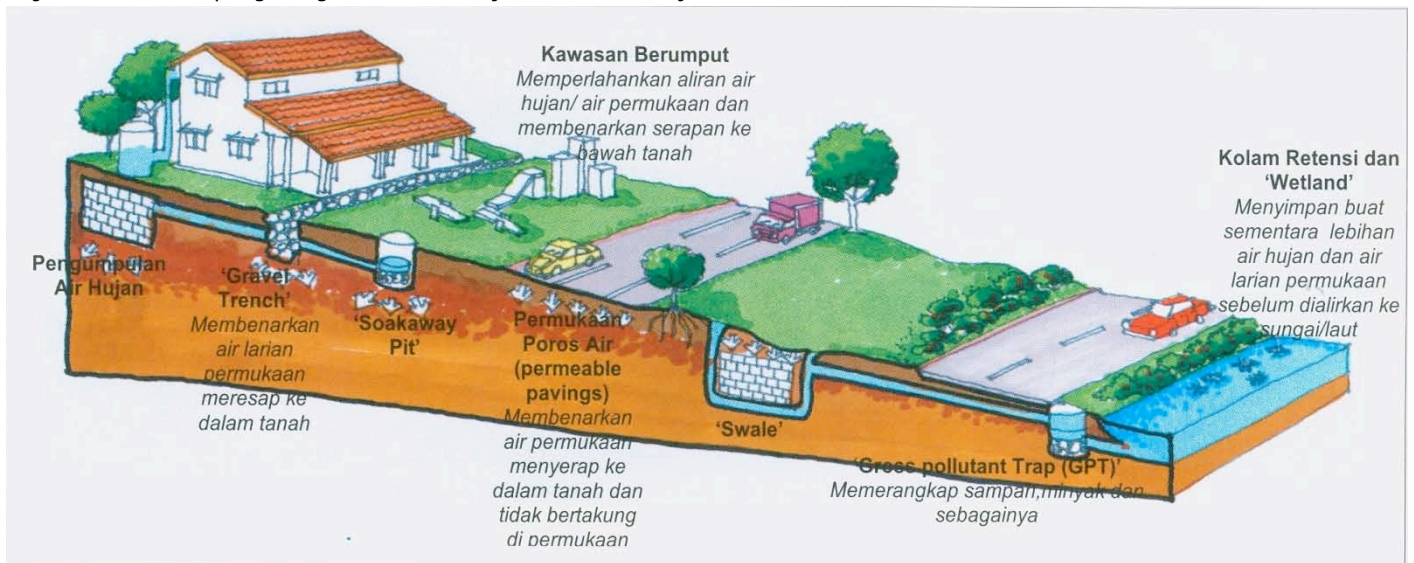 Kawasan Berumput
Memperlahankan aliran air
hujan/ air permukaan dan
membenarkan serapan ke
bawah tanah
Kolam Retensi dan
‘Wetland’
Menyimpan buat
sementara lebihan
air hujan dan air
larian permukaan
sebelum dialirkan ke
sungai/laut
Pengumpulan
Air Hujan
‘Gravel
Trench’
Membenarkan
air larian
permukaan
meresap ke
dalam tanah
‘Soakaway
Pit’
Permukaan
Poros Air
(permeable
pavings)
Membenarkan
air permukaan
menyerap ke
dalam tanah dan
tidak bertakung
di permukaan
‘Swale’
‘Gross pollutant Trap (GPT)’
Memerangkap sampah,minyak dan
sebagainya